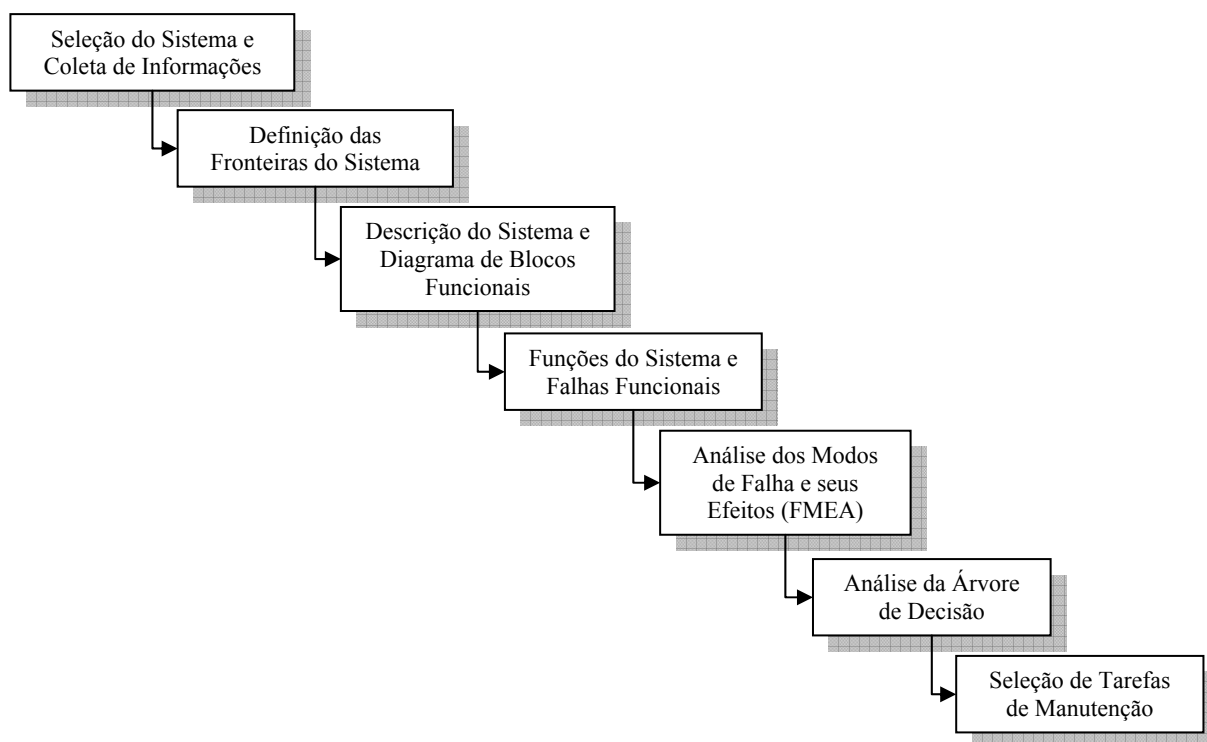 Seleção do Sistema e
Coleta de Informações
Definição das
Fronteiras do Sistema
Descrição do Sistema e
Diagrama de Blocos
Funcionais
Funções do Sistema e
Falhas Funcionais
Análise dos Modos
de Falha e seus
Efeitos (FMEA)
Análise da Árvore
de Decisão
Seleção de Tarefas
de Manutenção